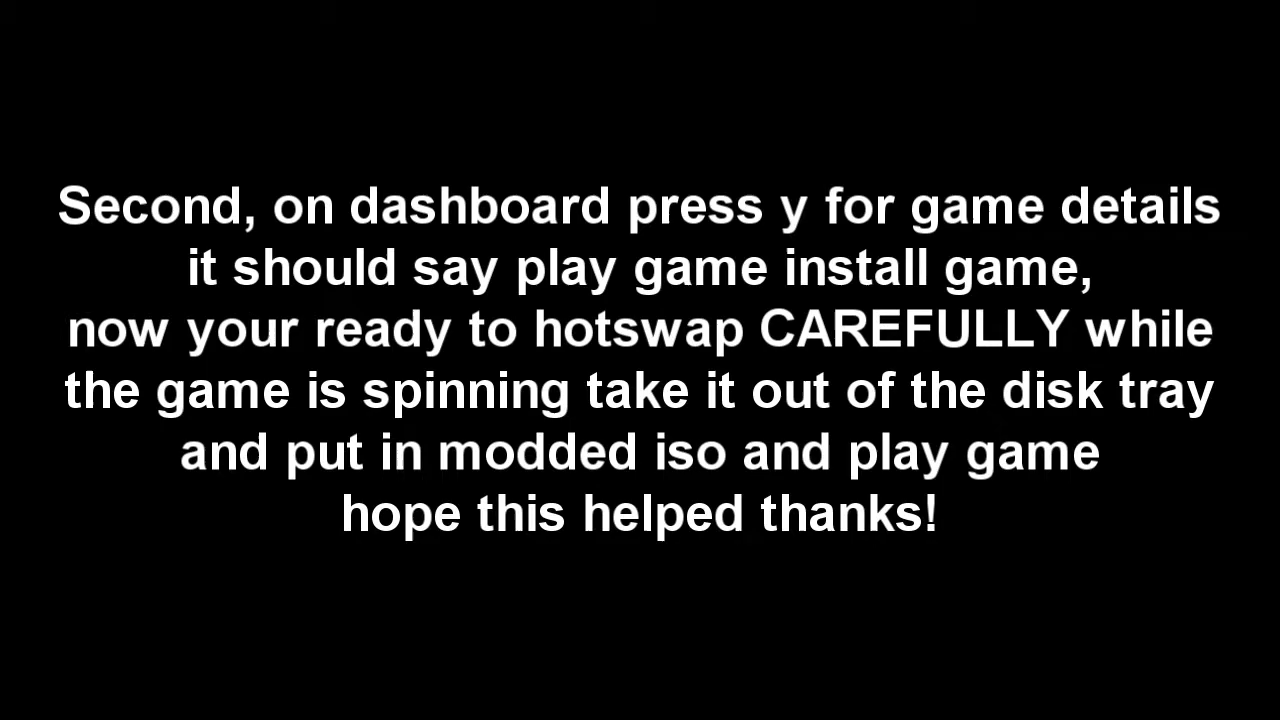 Second, on dashboard press y for game details
it should say play game install game,
now your ready to hotswap CAREFULLY while
the game is spinning take it out of the disk tray
and put in modded iso and play game
hope this helped thanks!